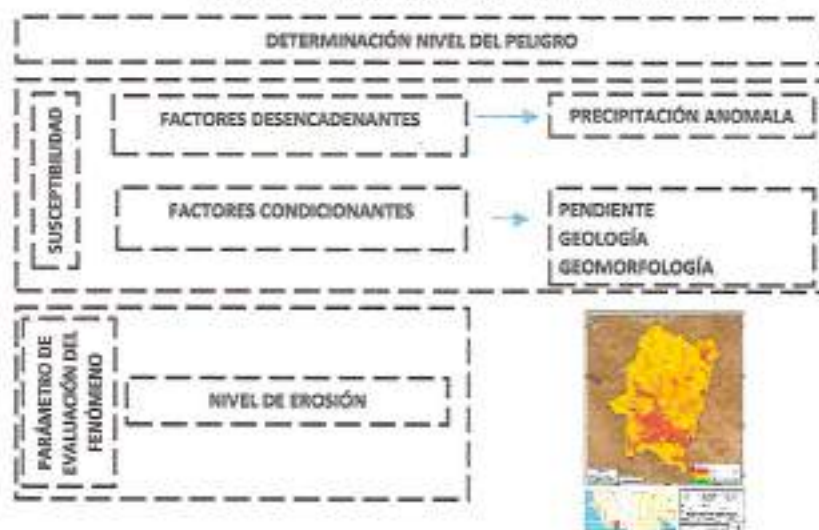 DETERMINACIÓN NIVEL DEL PELIGRO
SUSCEPTIBILIDAD
FACTORES DESENCADENANTES
PRECIPITACIÓN ANOMALA
FACTORES CONDICIONANTES
PENDIENTE
GEOLOGÍA
GEOMORFOLOGÍA
PARÁMETRO DE
EVALUACIÓN DEL
FENÓMENO
NIVEL DE EROSIÓN